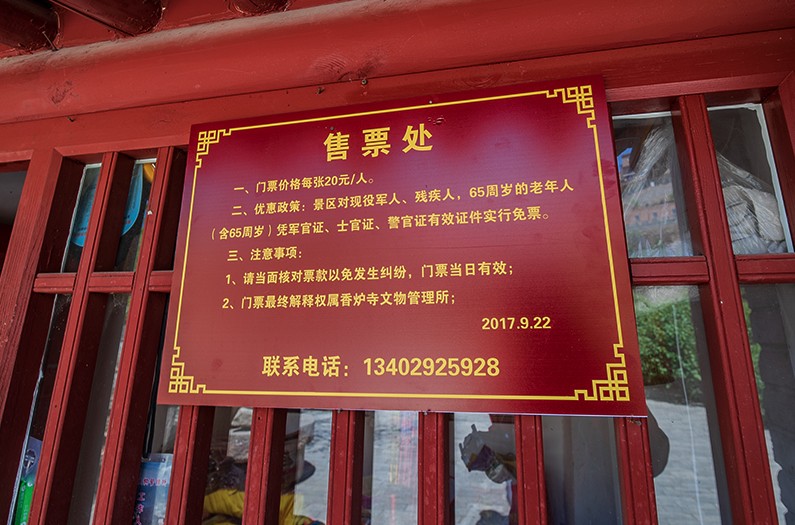 售票处
一、门票价格每张20元/人。
二、优惠政策：景区对现役军人、残疾人，65周岁的老年人
（含65周岁）凭军官证、士官证、警官证有效证件实行免票。
三、注意事项：
1、请当面核对票款以免发生纠纷，门票当日有效；
2、门票最终解释权属香炉寺文物管理所；
2017.9.22
联系电话：13402925928